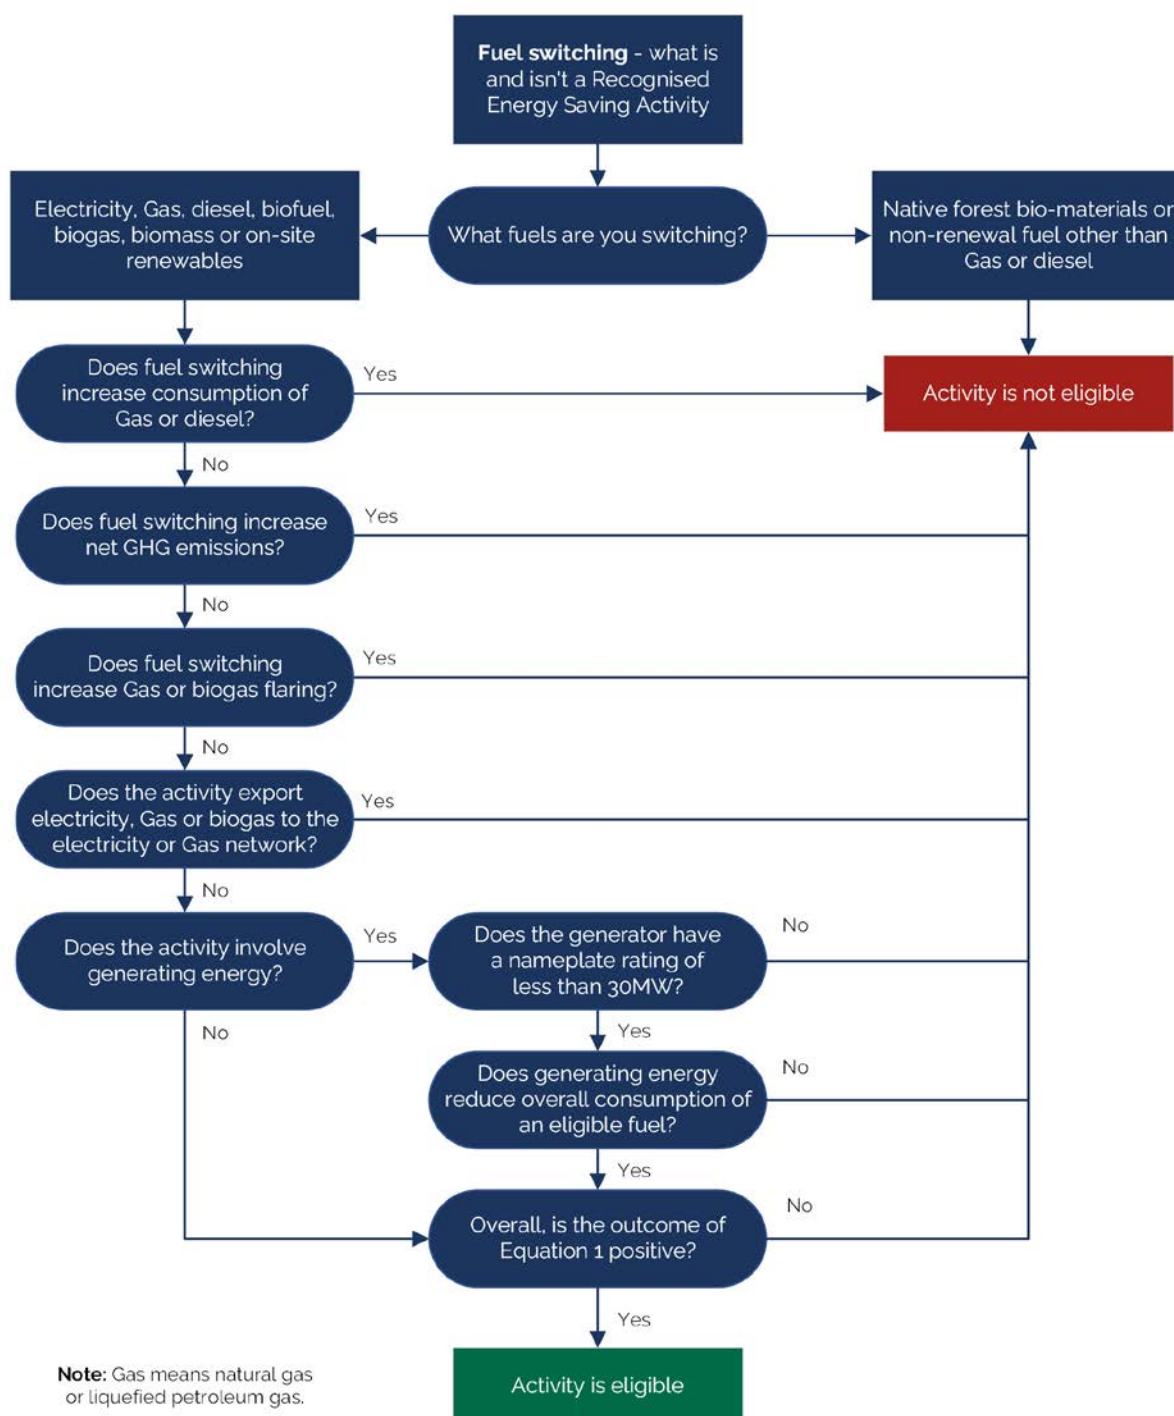 Fuel switching - what is
and isn't a Recognised
Energy Saving Activity
Electricity, Gas, diesel, biofuel,
biogas, biomass or on-site
renewables
What fuels are you switching?
Native forest bio-materials or
non-renewal fuel other than
Gas or diesel
Does fuel switching
increase consumption of
Gas or diesel?
Yes
Activity is not eligible
No
Does fuel switching increase
net GHG emissions?
Yes
No
Does fuel switching
increase Gas or biogas flaring?
Yes
No
Does the activity export
electricity, Gas or biogas to the
electricity or Gas network?
Yes
No
Does the activity involve
generating energy?
Yes
Does the generator have
a nameplate rating of
less than 30MW?
No
No
Yes
Does generating energy
reduce overall consumption of
an eligible fuel?
No
Yes
Overall, is the outcome of
Equation 1 positive?
No
Yes
Activity is eligible
Note: Gas means natural gas
or liquefied petroleum gas.